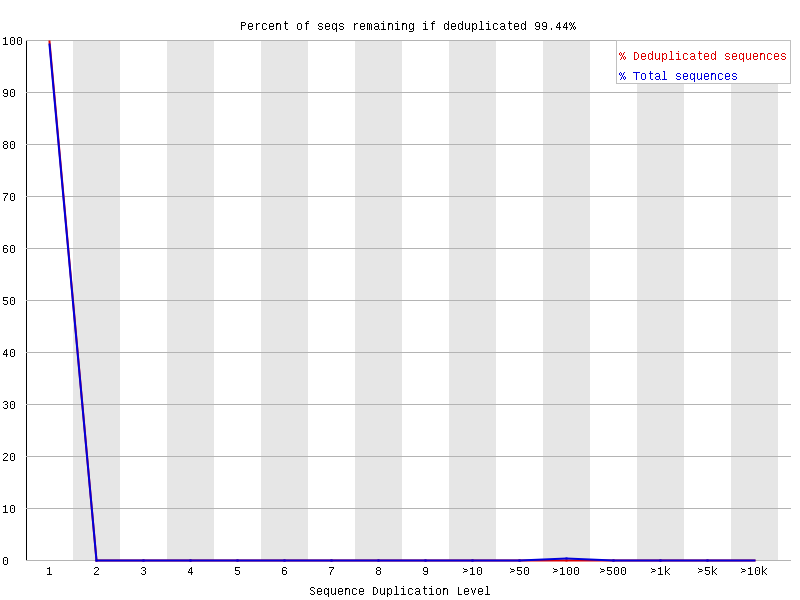 Percent of seqs remaining if deduplicated 99.44%
% Deduplicated sequences
% Total sequences
100
90
80
70
60
50
40
30
20
10
0
1 2 3 4 5 6 7 8 9 >10 >50 >100 >500 >1k >5k >10k
Sequence Duplication Level